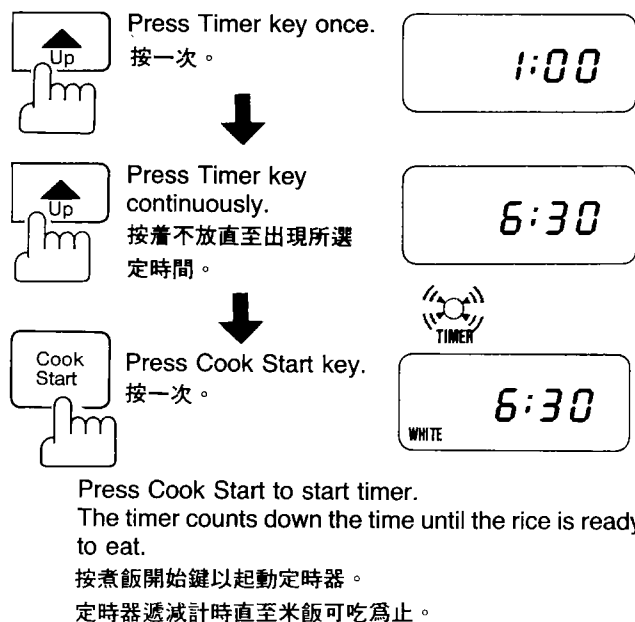 Up
Press Timer key once.
按一次。
1:00
Up
Press Timer key
continuously.
按着不放直至出現所選
定時間。
6:30
TIMER
Cook
Start
Press Cook Start key.
按一次。
WHITE
6:30
Press Cook Start to start timer.
The timer counts down the time until the rice is ready
to eat.
按煮飯開始鍵以起動定時器。
定時器遞減計時直至米飯可吃爲止。